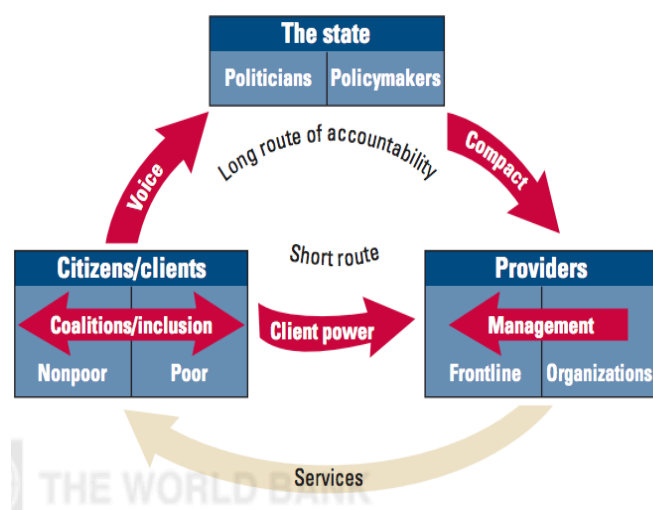 The state
Politicians Policymakers
Long route of accountability
Voice
Compact
Short route
Citizens/clients
Coalitions/inclusion
Nonpoor Poor
Client power
Providers
Management
Frontline Organizations
Services
THE WORLD BANK